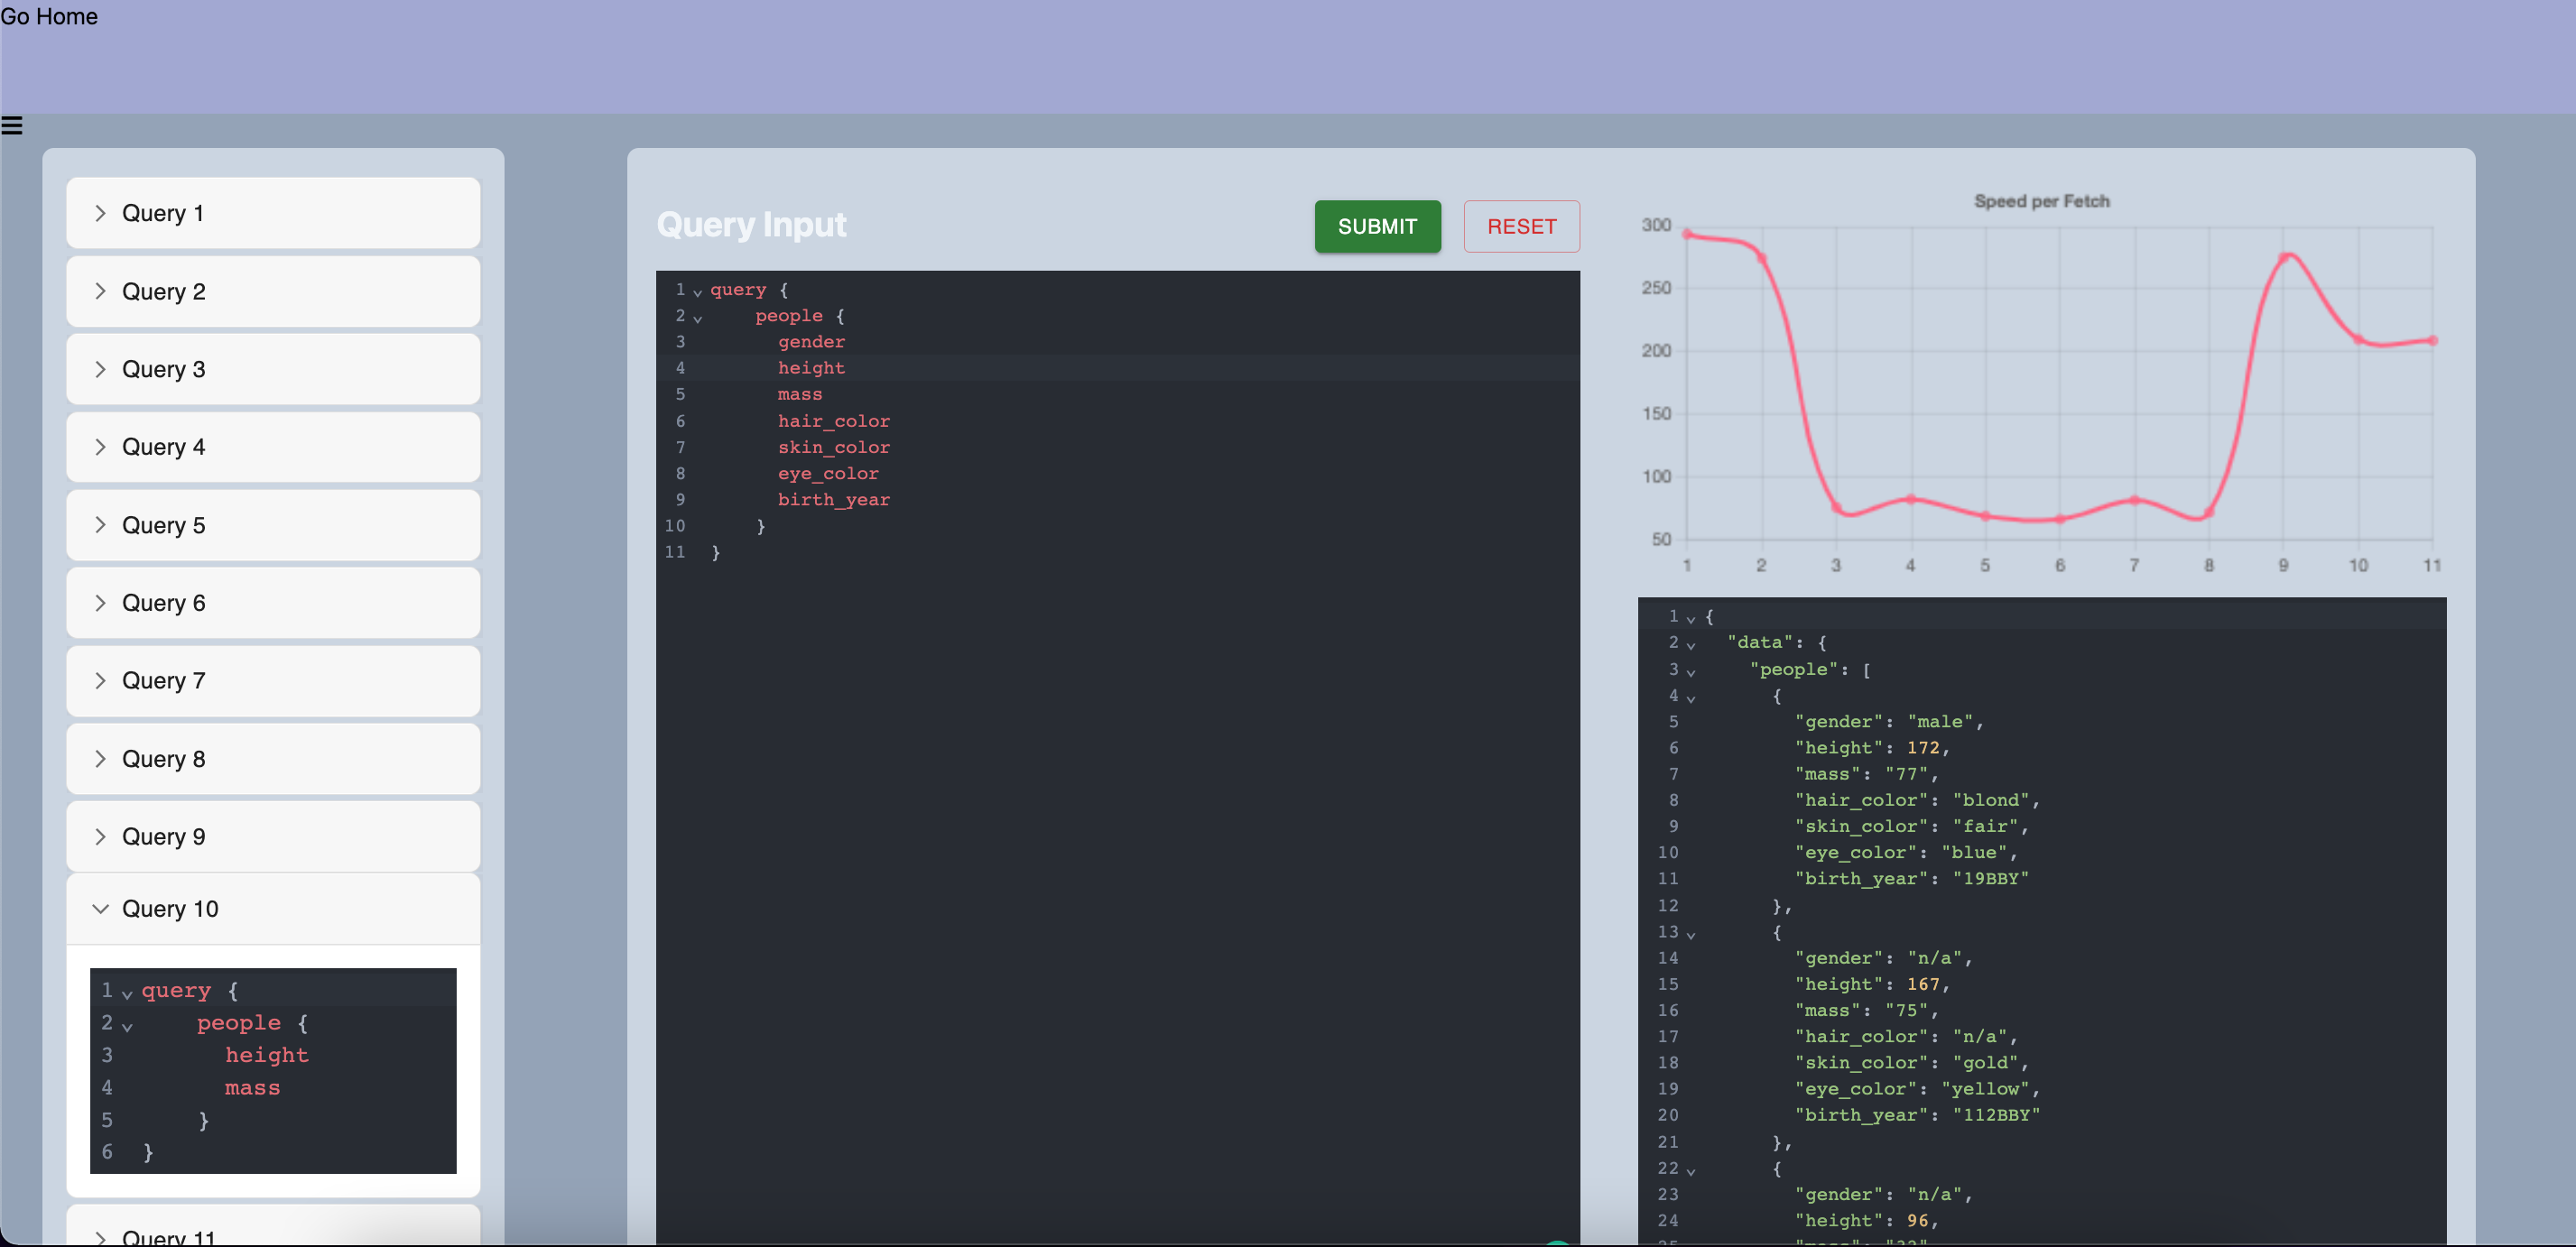 Go Home
Query 1
Query 2
Query 3
Query 4
Query 5
Query 6
Query 7
Query 8
Query 9
Query 10
1 query {
2 people {
3 height
4 mass
5 }
6 }
Query 11
Query Input
SUBMIT
RESET
1 query {
2 people {
3 gender
4 height
5 mass
6 hair_color
7 skin_color
8 eye_color
9 birth_year
10 }
11 }
Speed per Fetch
300
250
200
150
100
50
1 2 3 4 5 6 7 8 9 10 11
1 {
2 "data": {
3 "people": [
4 {
5 "gender": "male",
6 "height": 172,
7 "mass": "77",
8 "hair_color": "blond",
9 "skin_color": "fair",
10 "eye_color": "blue",
11 "birth_year": "19BBY"
12 },
13 {
14 "gender": "n/a",
15 "height": 167,
16 "mass": "75",
17 "hair_color": "n/a",
18 "skin_color": "gold",
19 "eye_color": "yellow",
20 "birth_year": "112BBY"
21 },
22 {
23 "gender": "n/a",
24 "height": 96,